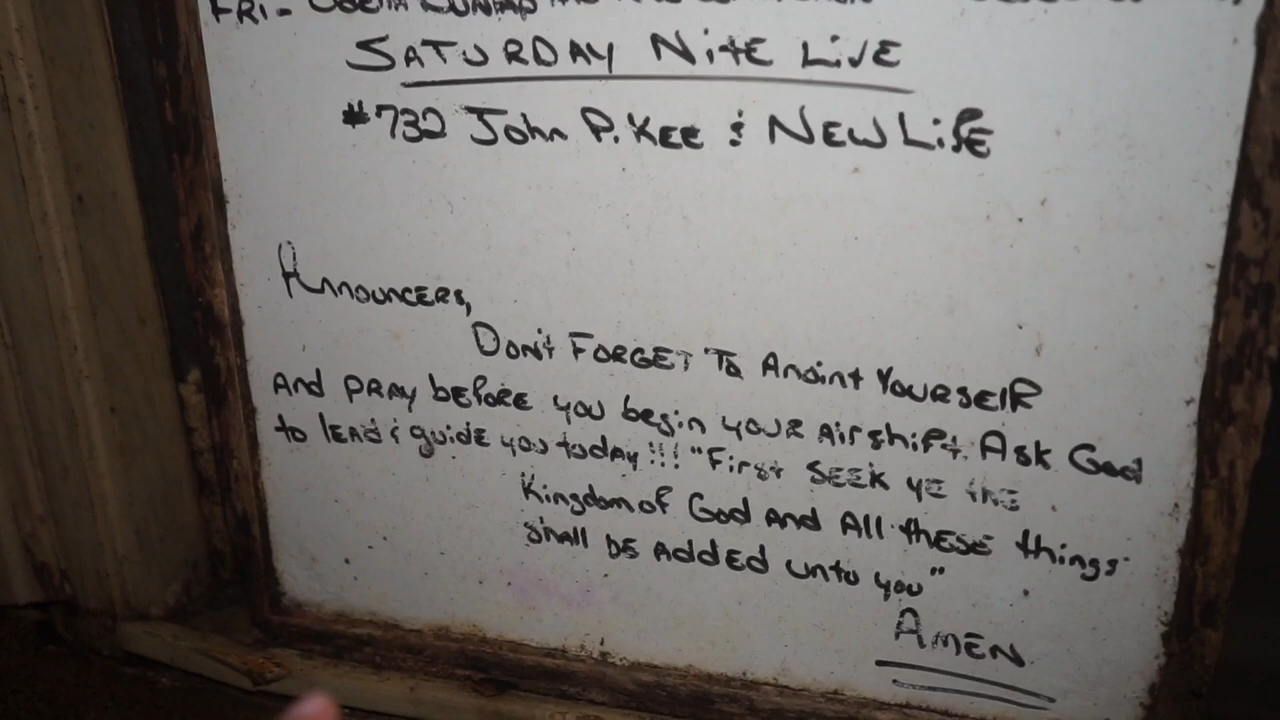 FRI-
SATURDAY NitE LivE
#732 John P. KEE & NEW LiFE
ANNOUNCERS,
DON't FORGET To Anoint YOURSELF
And PRAY beFORE you begin youR AiRshiFt. Ask God
to lEAd & guidE you today!!! "First SEEK YE thE
Kingdom oF God And All thESE things
shall bE AddEd unto you"
AMEN